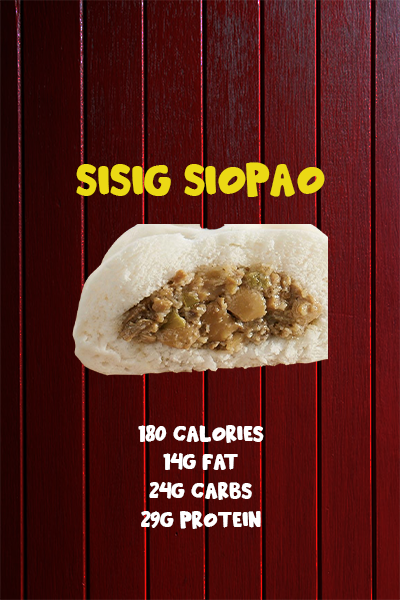 SISIG SIOPAO
180 CALORIES
14G FAT
24G CARBS
29G PROTEIN